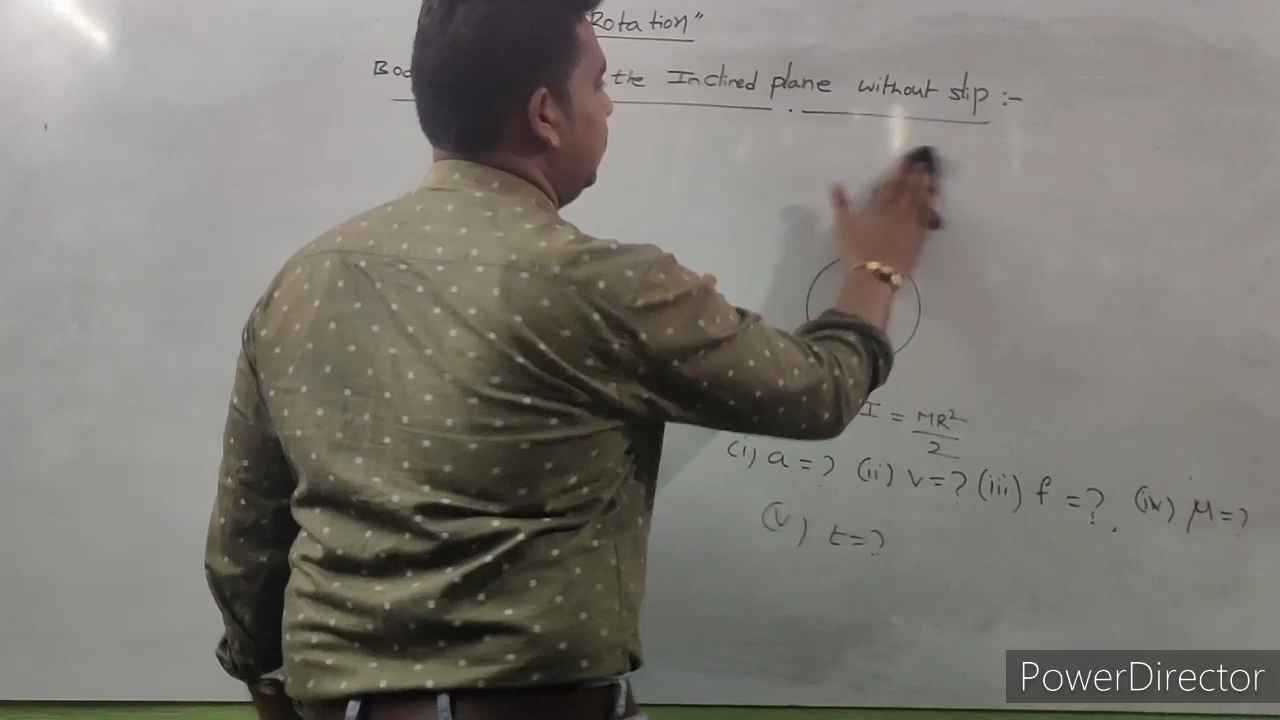 Rotation"
the Inclined plane without slip :-
I = MR²/2
(i) a = ? (ii) v = ? (iii) f = ?, (iv) μ = ?
(v) t = ?
PowerDirector